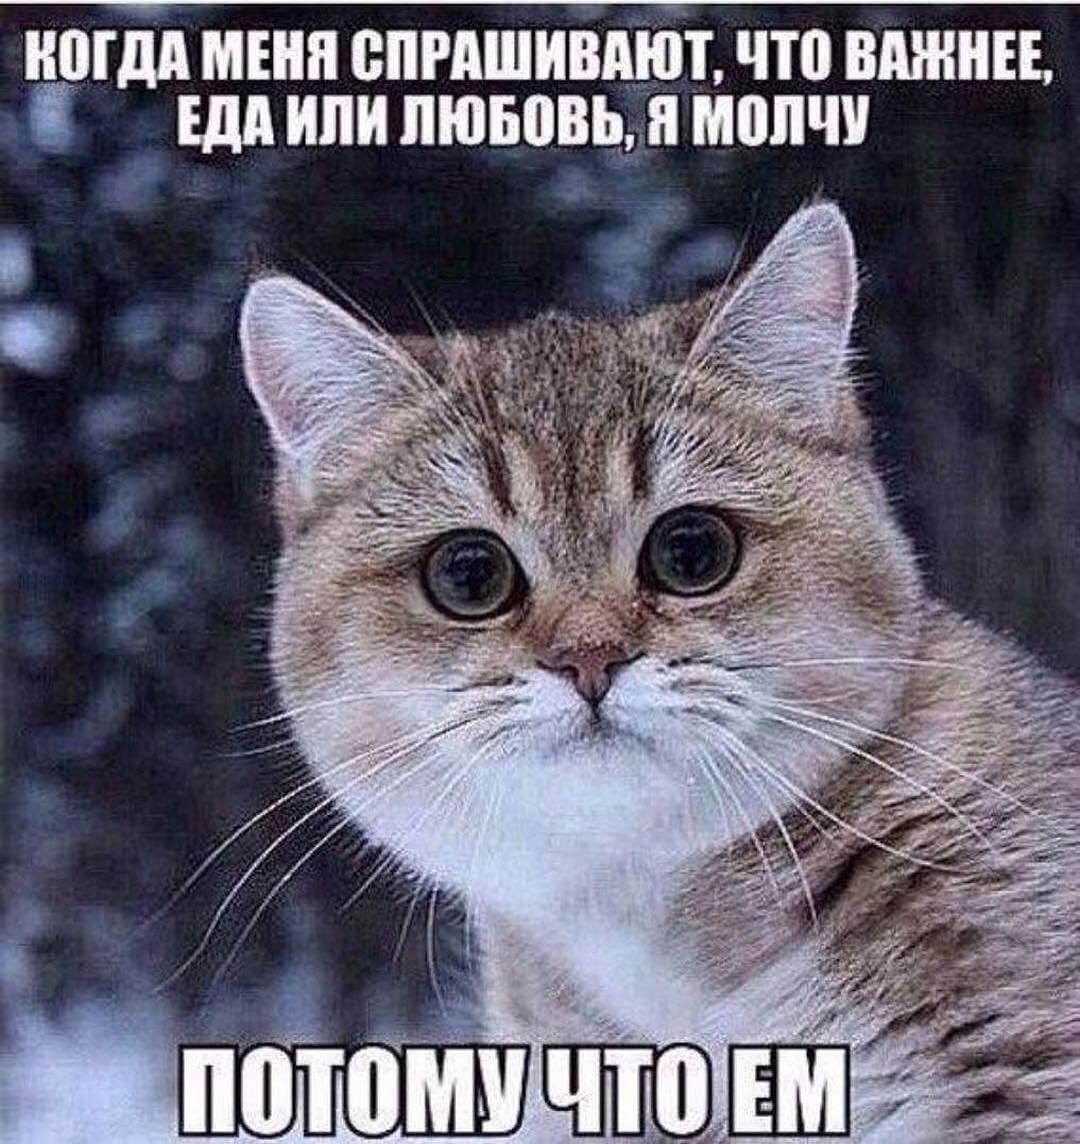 КОГДА МЕНЯ СПРАШИВАЮТ, ЧТО ВАЖНЕЕ,
ЕДА ИЛИ ЛЮБОВЬ, Я МОЛЧУ
ПОТОМУ ЧТО ЕМ